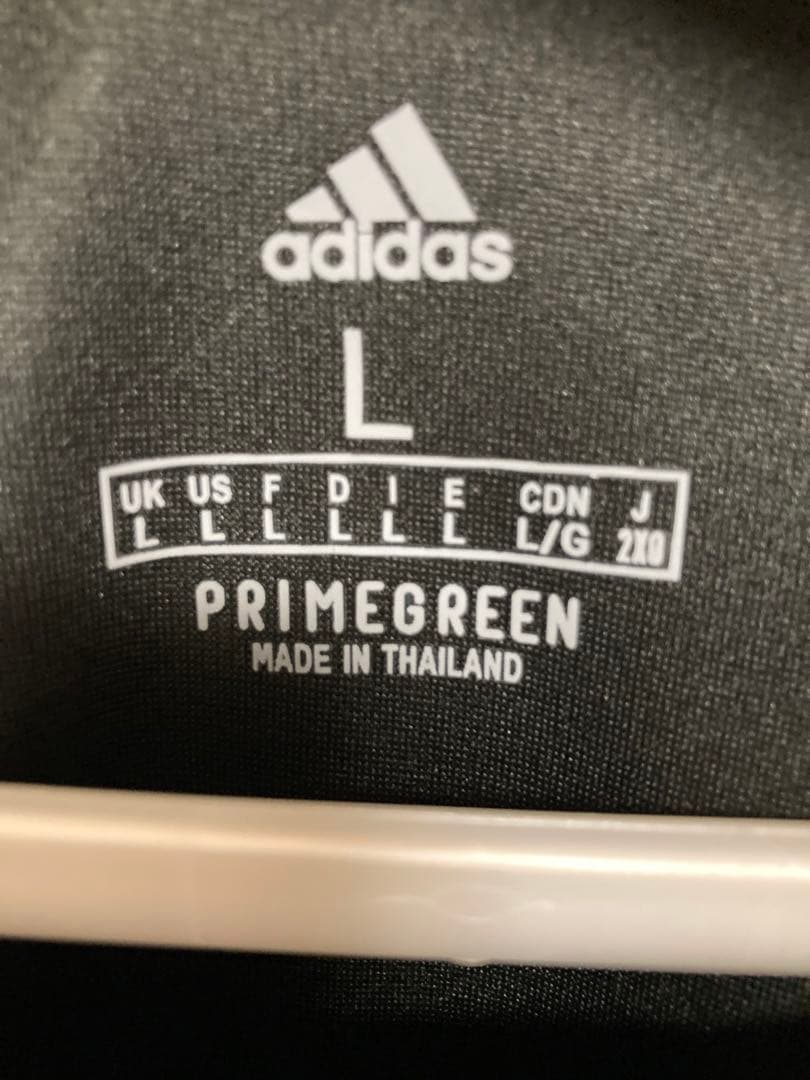 adidas
L
UK US F D I E CDN J
L L L L L L L/G 2XO
PRIMEGREEN
MADE IN THAILAND